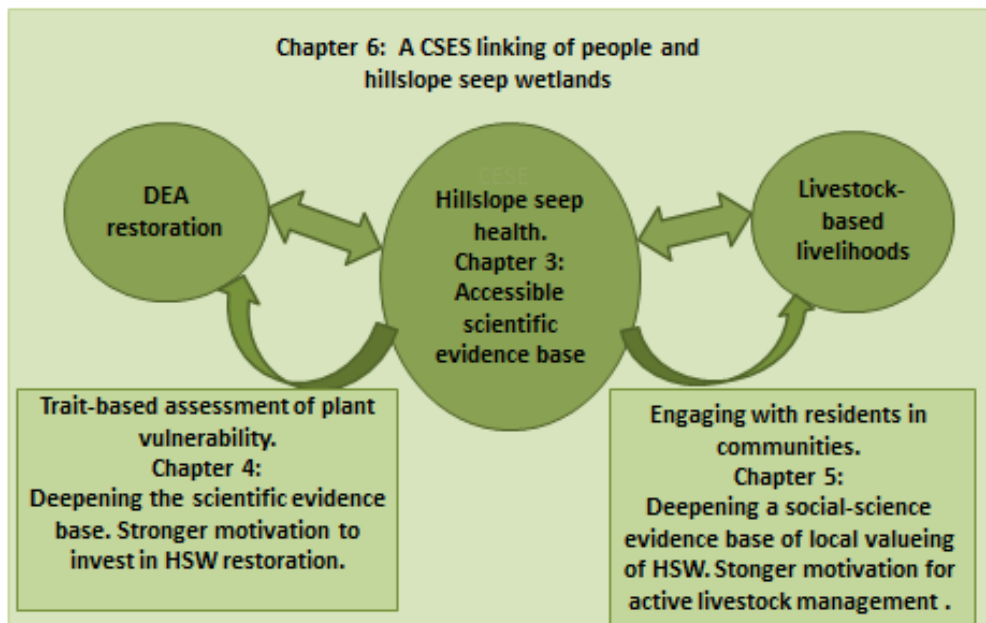 Chapter 6: A CSES linking of people and
hillslope seep wetlands
DEA
restoration
CESE
Hillslope seep
health.
Chapter 3:
Accessible
scientific
evidence base
Livestock-
based
livelihoods
Trait-based assessment of plant
vulnerability.
Chapter 4:
Deepening the scientific evidence
base. Stronger motivation to
invest in HSW restoration.
Engaging with residents in
communities.
Chapter 5:
Deepening a social-science
evidence base of local valueing
of HSW. Stonger motivation for
active livestock management .